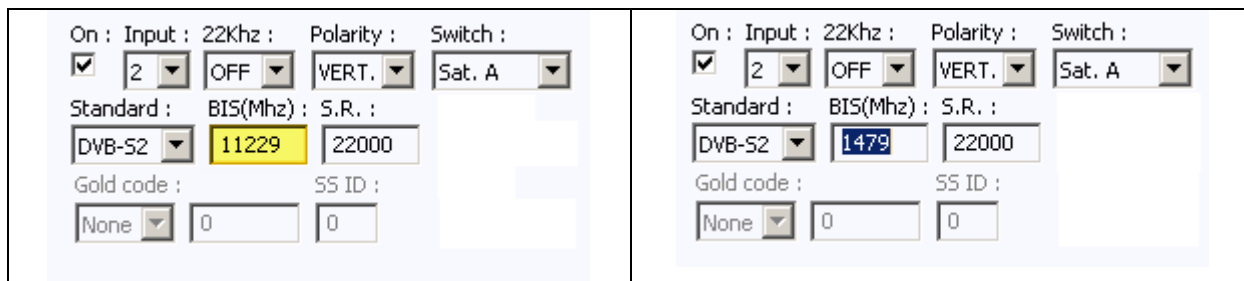 On : Input : 22Khz : Polarity : Switch :
2 OFF VERT. Sat. A
Standard : BIS(Mhz) : S.R. :
DVB-S2 11229 22000
Gold code : SS ID :
None 0 0
On : Input : 22Khz : Polarity : Switch :
2 OFF VERT. Sat. A
Standard : BIS(Mhz) : S.R. :
DVB-S2 1479 22000
Gold code : SS ID :
None 0 0